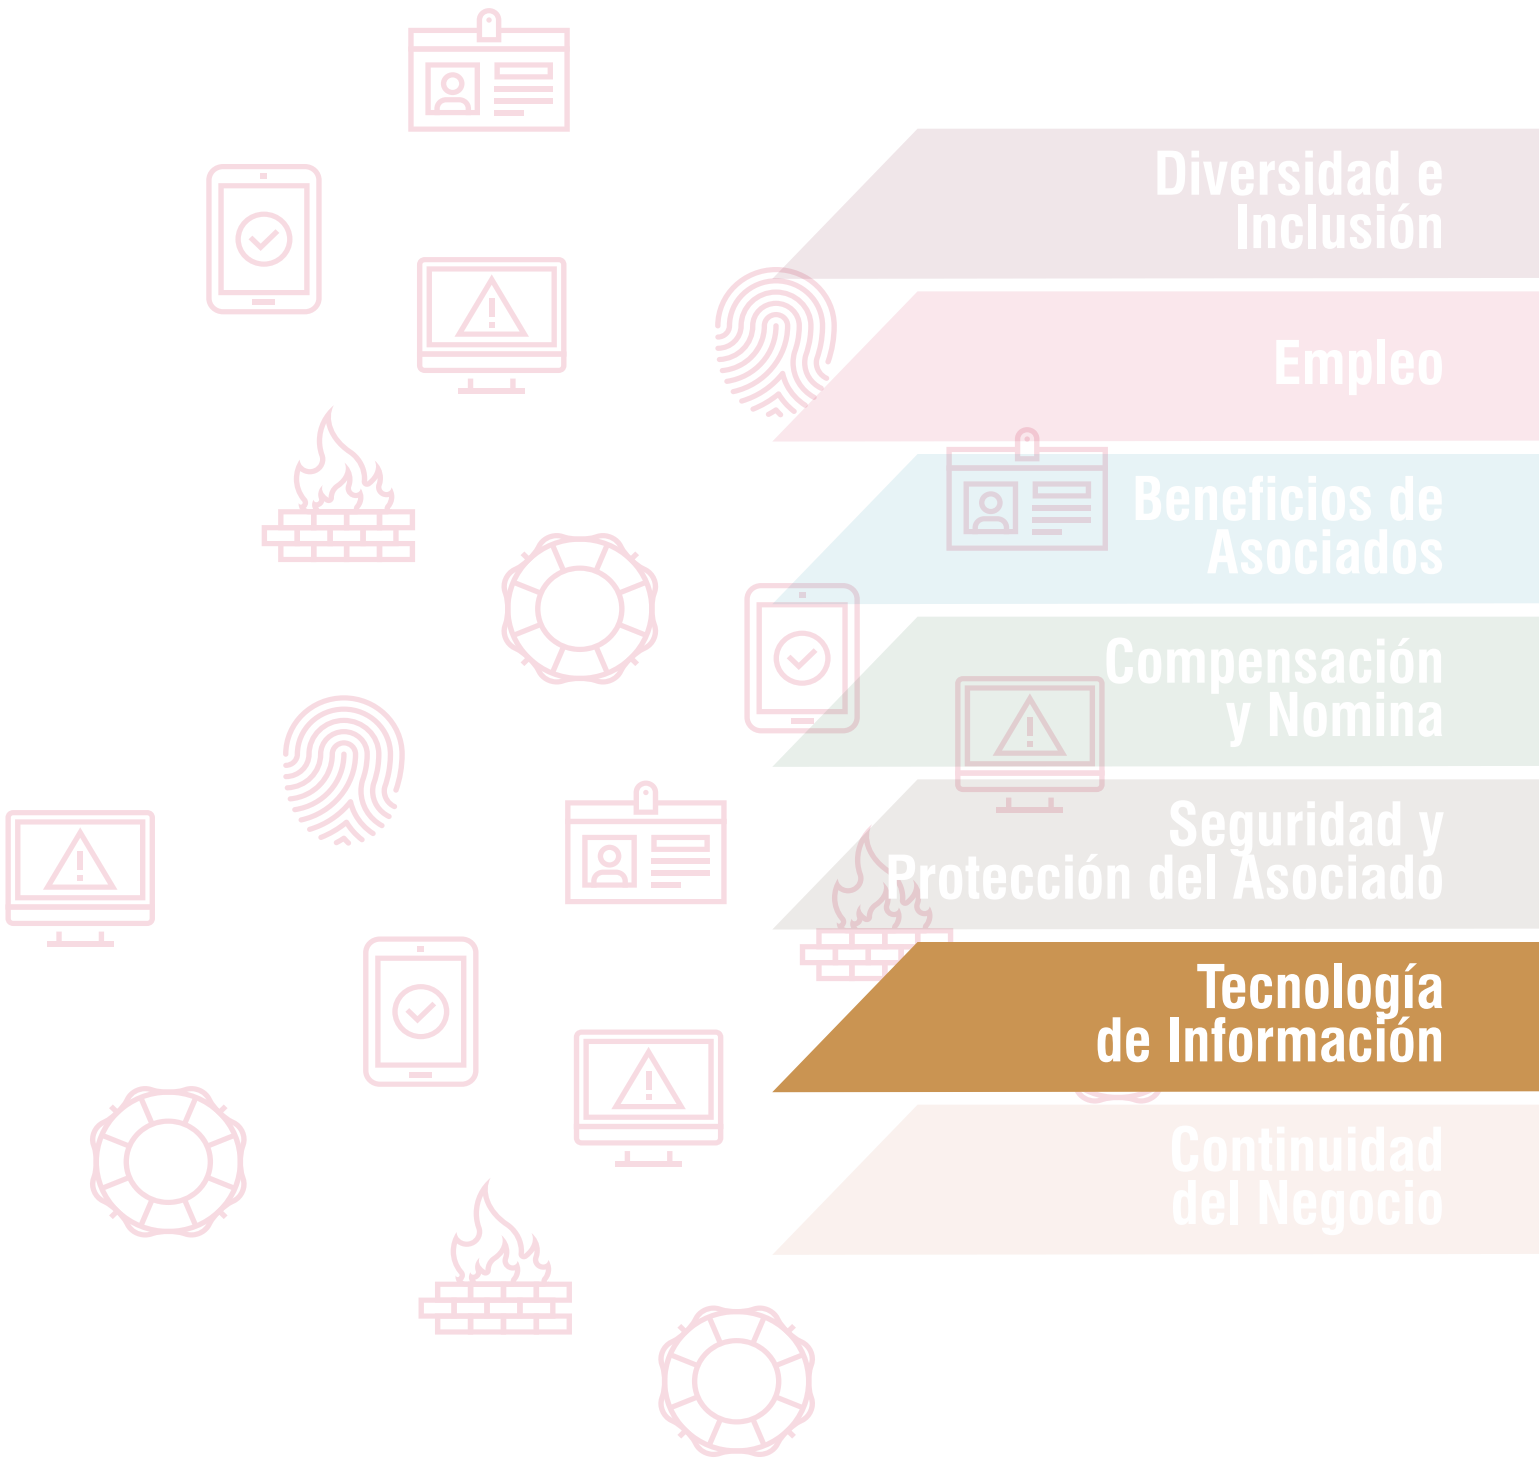 Diversidad e
Inclusión
Empleo
Beneficios de
Asociados
Compensación
y Nomina
Seguridad y
Protección del Asociado
Tecnología
de Información
Continuidad
del Negocio